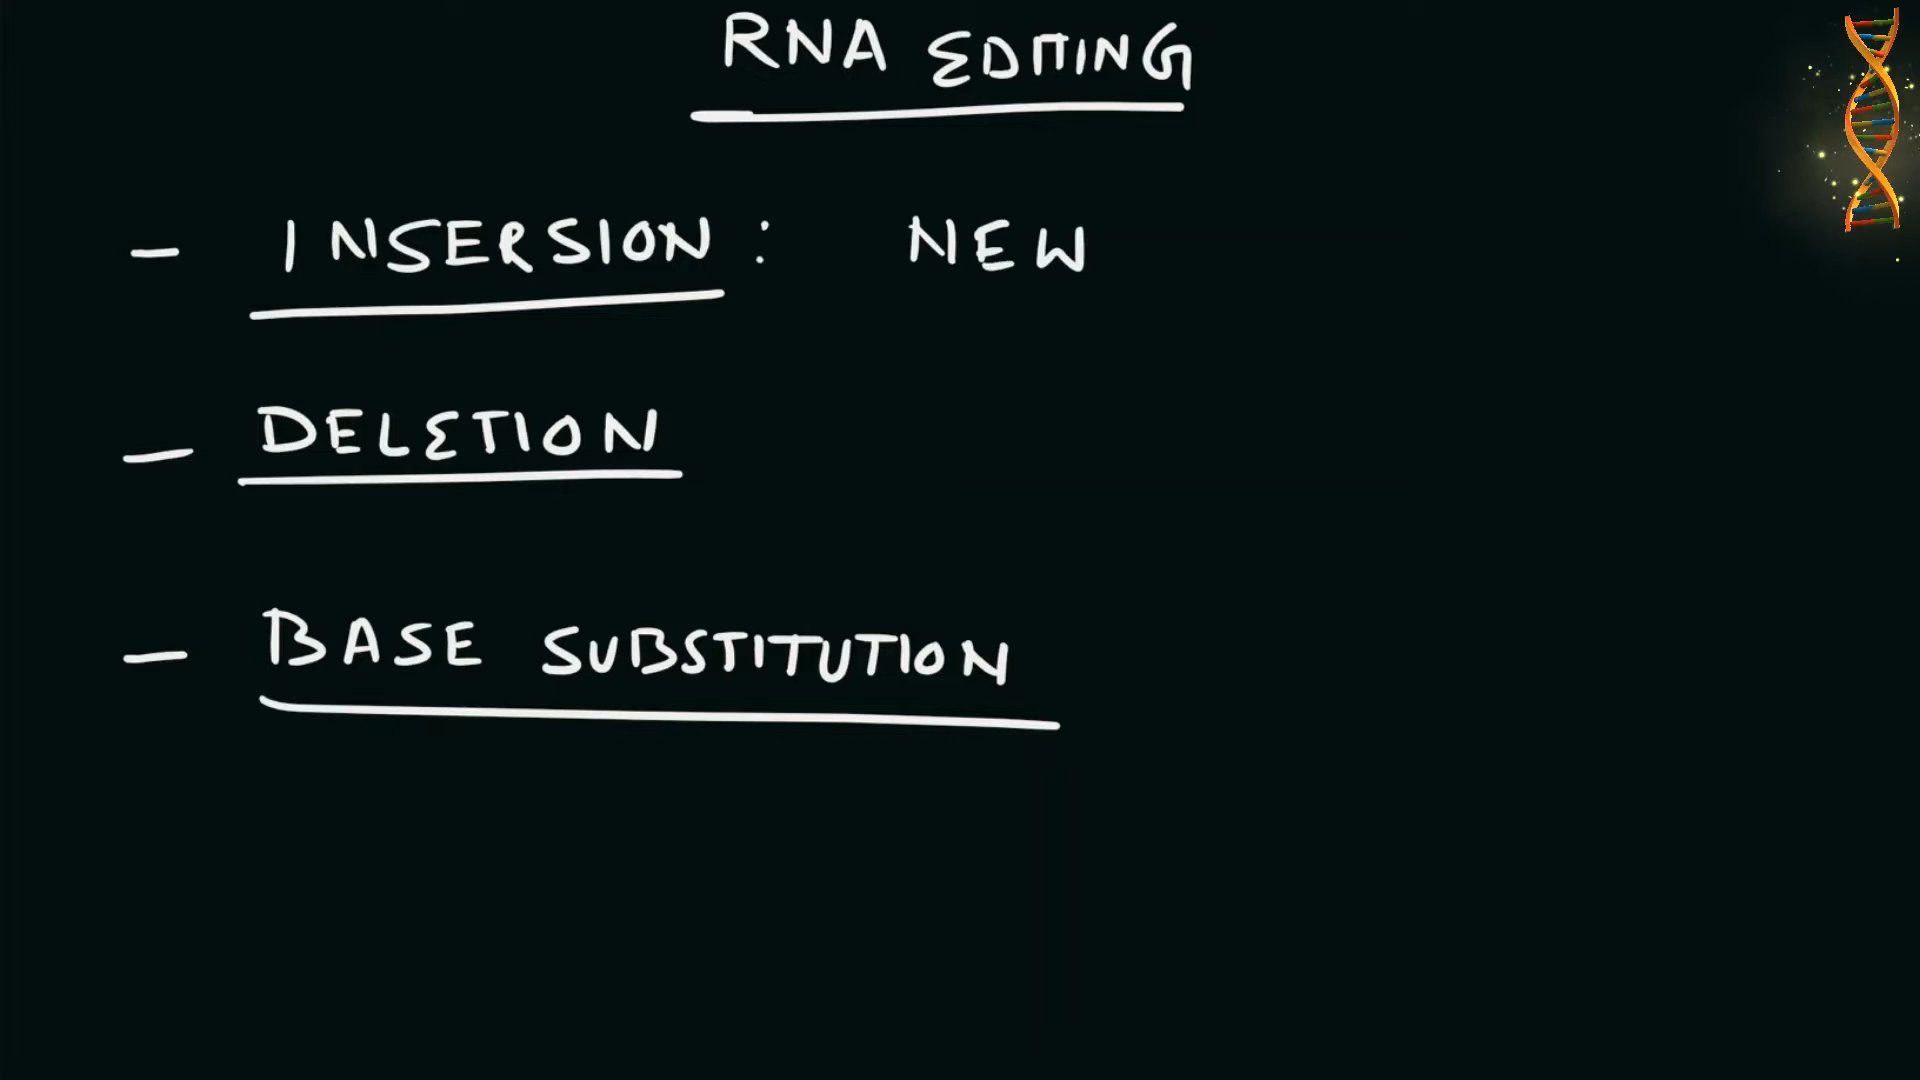 RNA EDITING
- INSERSION : NEW
- DELETION
- BASE SUBSTITUTION